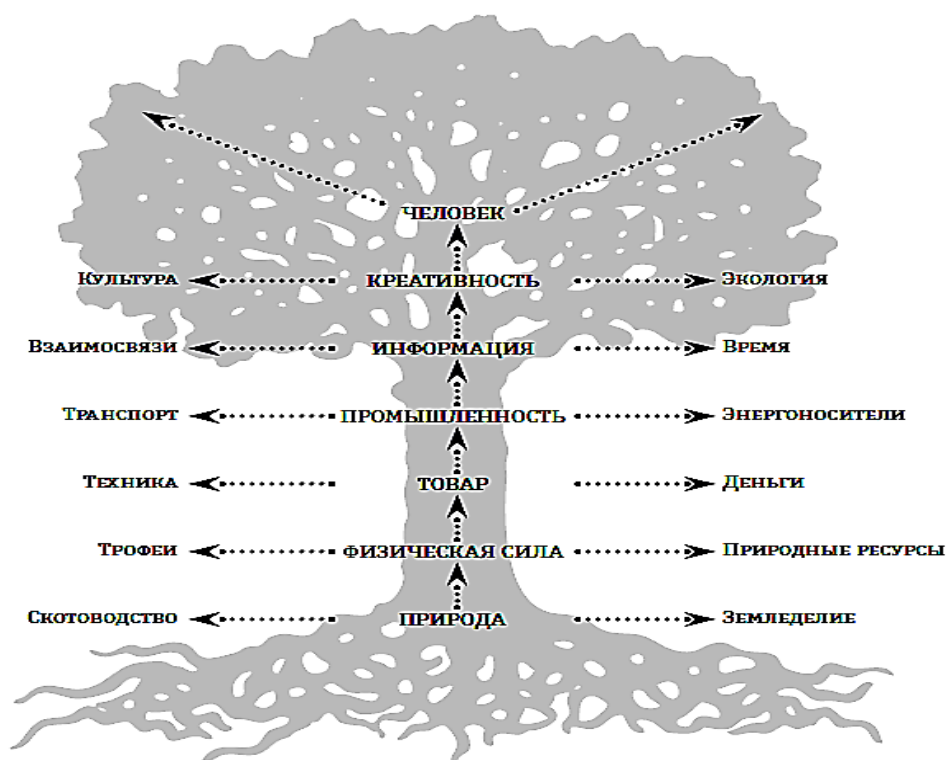 ЧЕЛОВЕК
Культура КРЕАТИВНОСТЬ Экология
Взаимосвязи ИНФОРМАЦИЯ Время
Транспорт ПРОМЫШЛЕННОСТЬ Энергоносители
Техника ТОВАР Деньги
Трофеи ФИЗИЧЕСКАЯ СИЛА Природные ресурсы
Скотоводство ПРИРОДА Земледелие